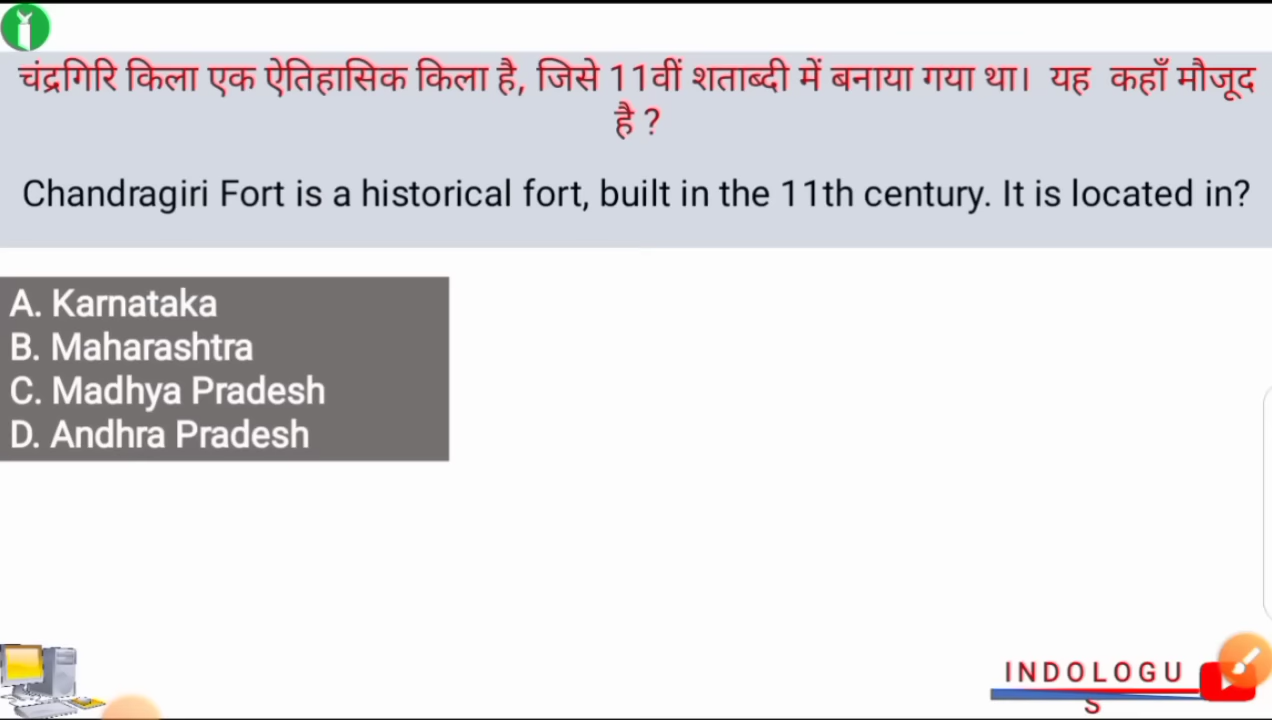 चंद्रगिरि किला एक ऐतिहासिक किला है, जिसे 11वीं शताब्दी में बनाया गया था। यह कहाँ मौजूद
है ?
Chandragiri Fort is a historical fort, built in the 11th century. It is located in?
A. Karnataka
B. Maharashtra
C. Madhya Pradesh
D. Andhra Pradesh
INDOLOGU
S